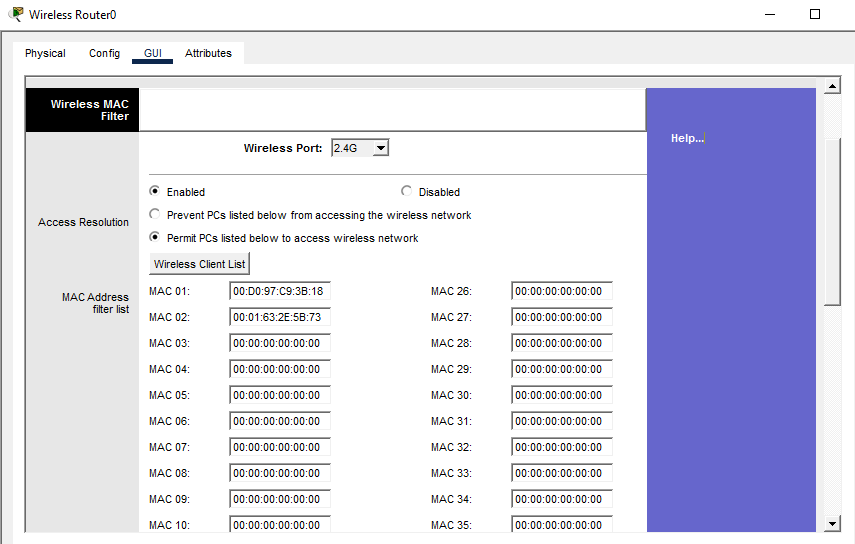 Wireless Router0
Physical Config GUI Attributes
Wireless MAC
Filter
Help...
Wireless Port: 2.4G
Enabled Disabled
Access Resolution
Prevent PCs listed below from accessing the wireless network
Permit PCs listed below to access wireless network
Wireless Client List
MAC Address
filter list
MAC 01: 00:D0:97:C9:3B:18 MAC 26: 00:00:00:00:00:00
MAC 02: 00:01:63:2E:5B:73 MAC 27: 00:00:00:00:00:00
MAC 03: 00:00:00:00:00:00 MAC 28: 00:00:00:00:00:00
MAC 04: 00:00:00:00:00:00 MAC 29: 00:00:00:00:00:00
MAC 05: 00:00:00:00:00:00 MAC 30: 00:00:00:00:00:00
MAC 06: 00:00:00:00:00:00 MAC 31: 00:00:00:00:00:00
MAC 07: 00:00:00:00:00:00 MAC 32: 00:00:00:00:00:00
MAC 08: 00:00:00:00:00:00 MAC 33: 00:00:00:00:00:00
MAC 09: 00:00:00:00:00:00 MAC 34: 00:00:00:00:00:00
MAC 10: 00:00:00:00:00:00 MAC 35: 00:00:00:00:00:00